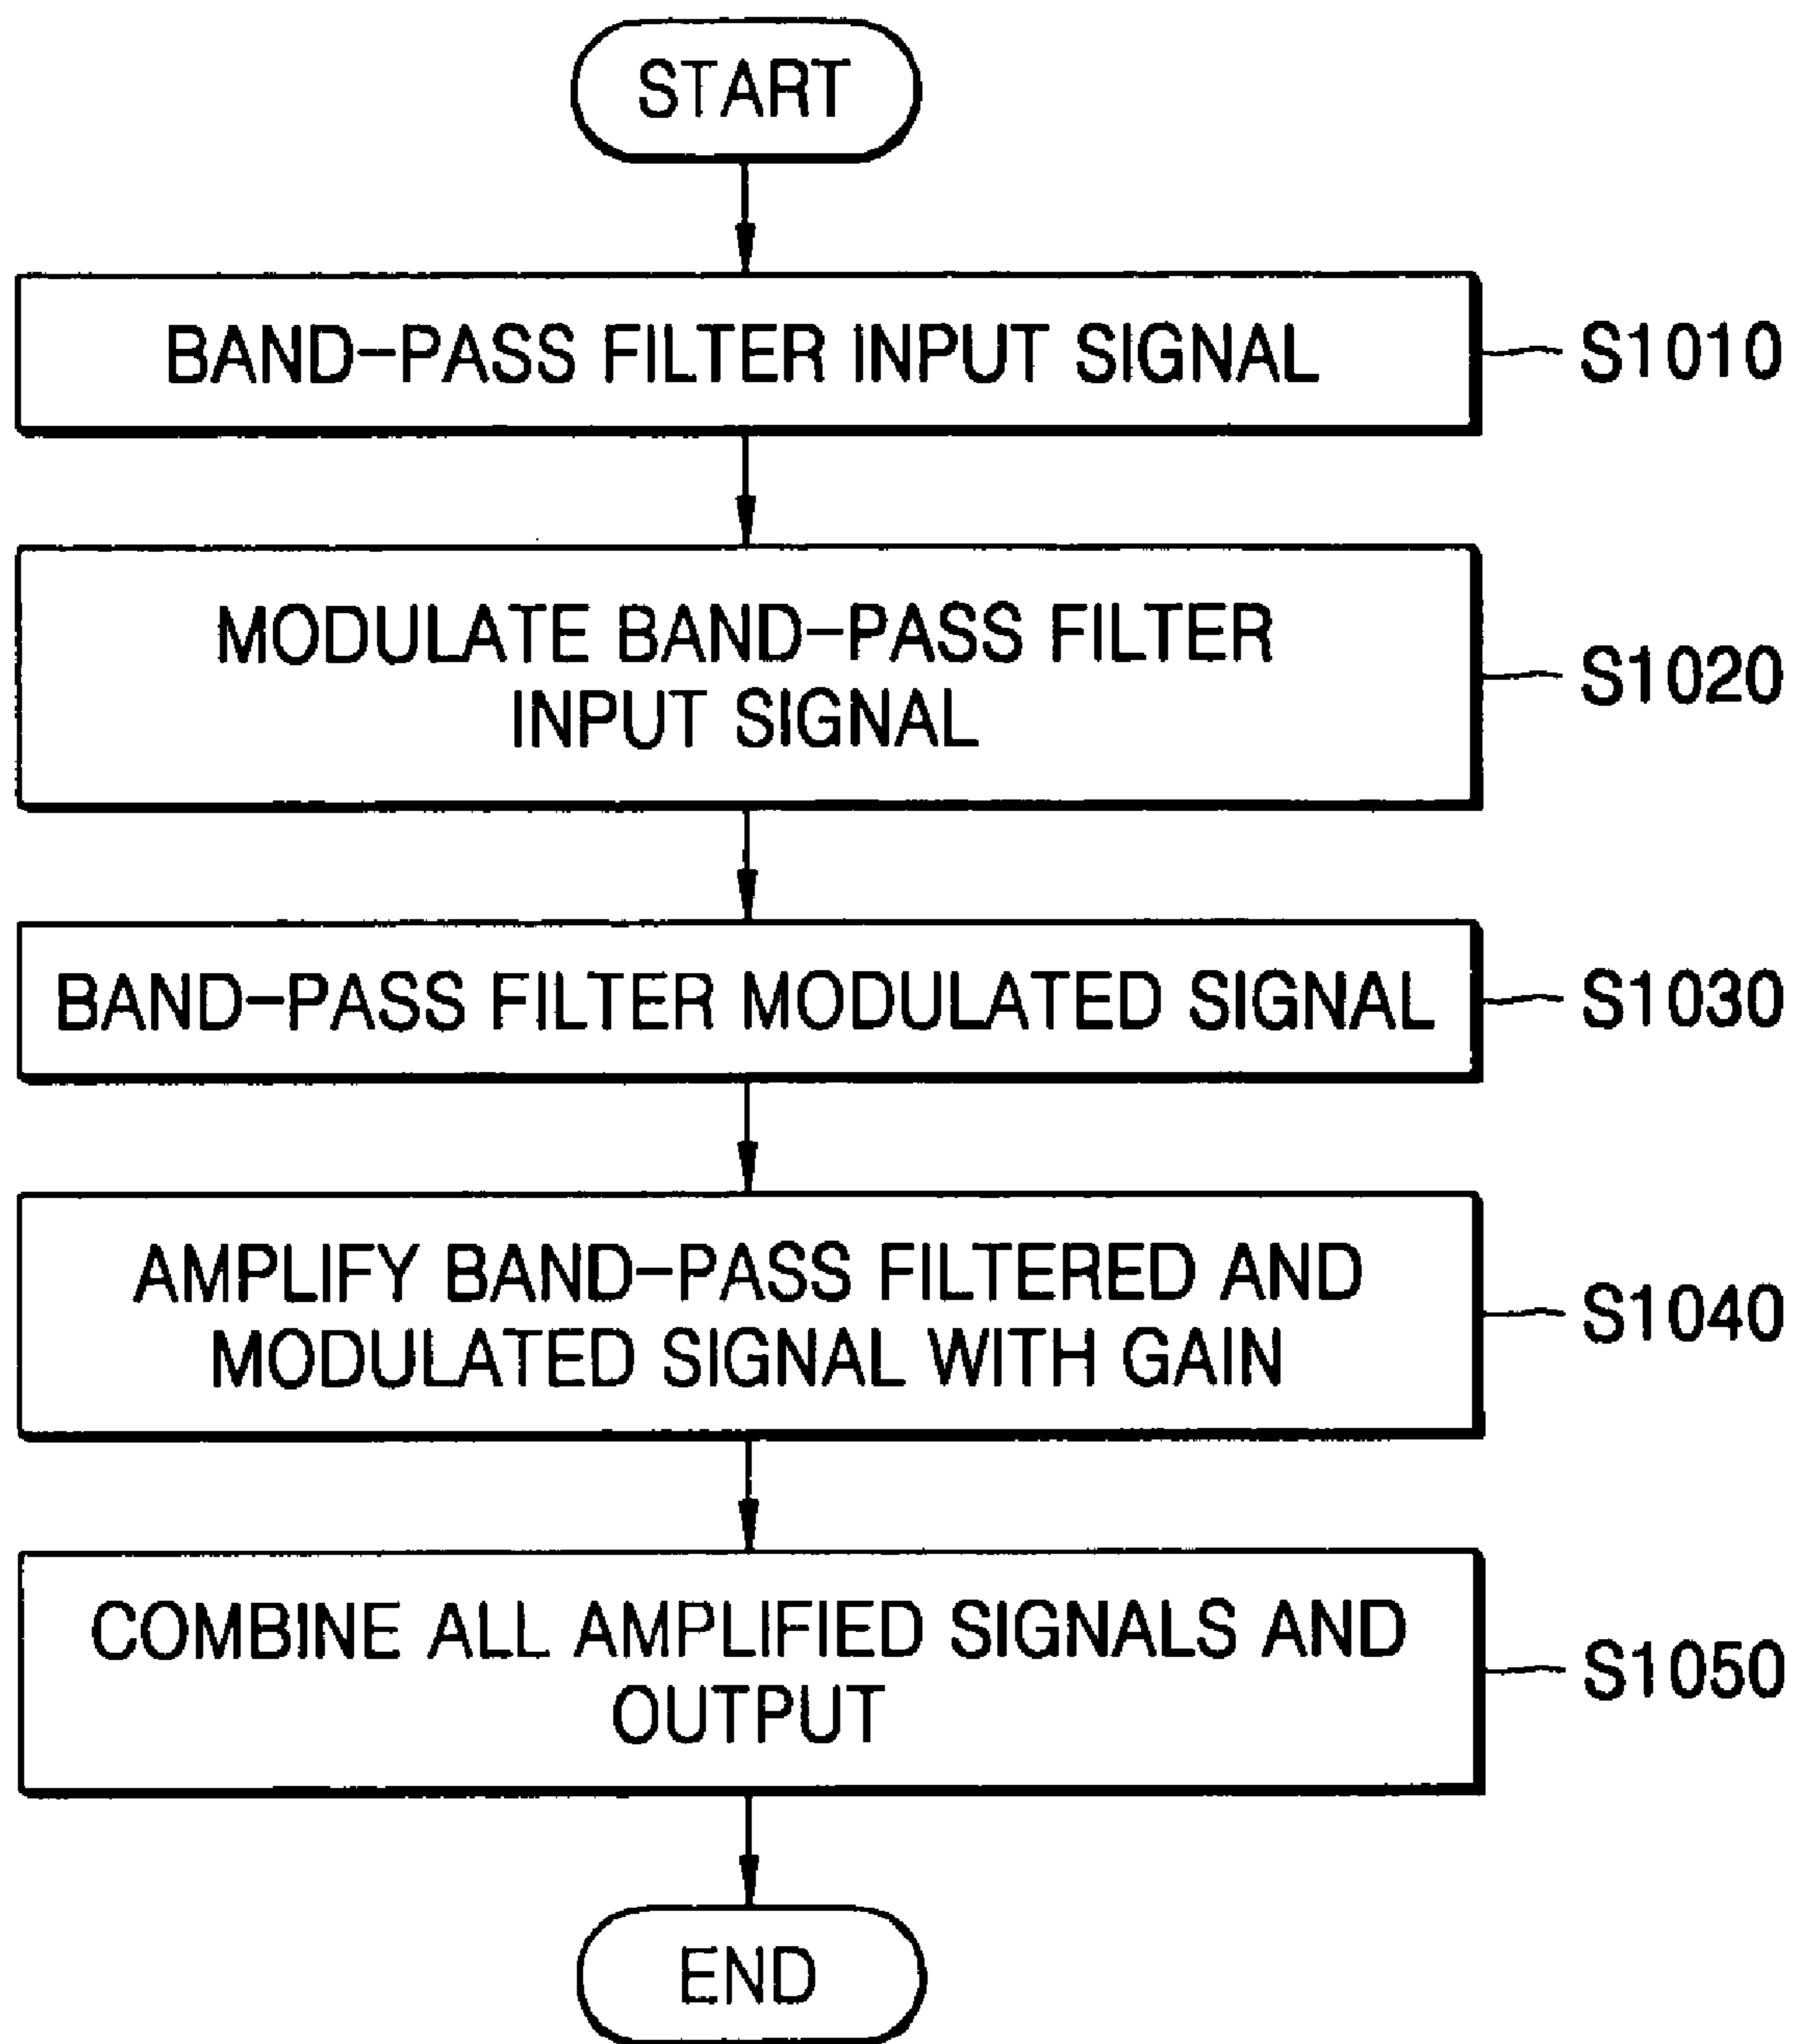 START
BAND-PASS FILTER INPUT SIGNAL
S1010
MODULATE BAND-PASS FILTER
INPUT SIGNAL
S1020
BAND-PASS FILTER MODULATED SIGNAL
S1030
AMPLIFY BAND-PASS FILTERED AND
MODULATED SIGNAL WITH GAIN
S1040
COMBINE ALL AMPLIFIED SIGNALS AND
OUTPUT
S1050
END